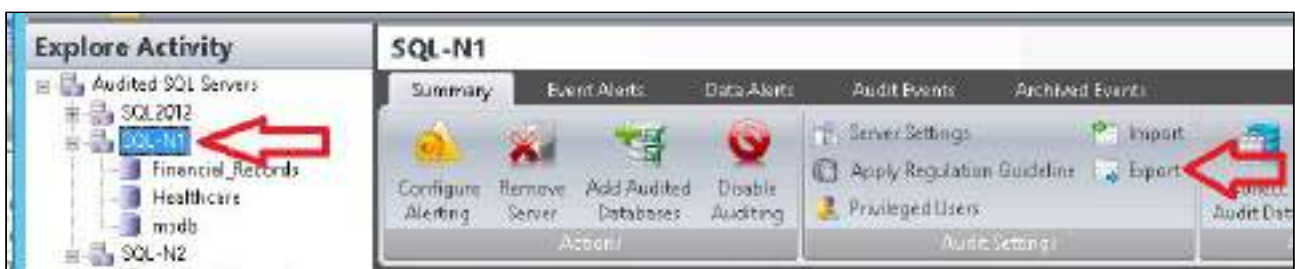 Explore Activity
Audited SQL Servers
SQL2012
SQL-N1
Financial_Records
Healthcare
msdb
SQL-N2
SQL-N1
Summary
Event Alerts
Data Alerts
Audit Events
Archived Events
Configure
Alerting
Remove
Server
Add Audited
Databases
Disable
Auditing
Actions
Server Settings
Apply Regulation Guideline
Privileged Users
Import
Export
Audit Settings
Audit Dat